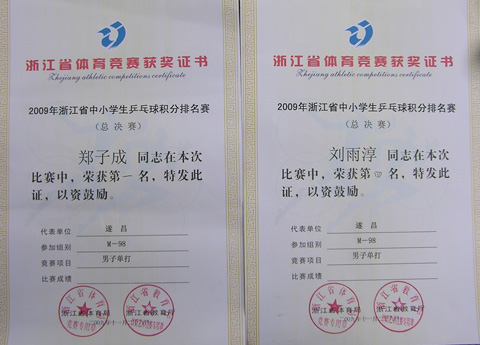 浙江省体育竞赛获奖证书
Zhejiang athletic competitions certificate
2009年浙江省中小学生乒乓球积分排名赛
(总决赛)
郑子成 同志在本次
比赛中，荣获第一名，特发此
证，以资鼓励。
代表单位 遂昌
参加组别 M-98
竞赛项目 男子单打
比赛成绩
浙江省体育局
浙江省教育厅
浙江省体育竞赛获奖证书
Zhejiang athletic competitions certificate
2009年浙江省中小学生乒乓球积分排名赛
(总决赛)
刘雨淳 同志在本次
比赛中，荣获第四名，特发此
证，以资鼓励。
代表单位 遂昌
参加组别 M-98
竞赛项目 男子单打
比赛成绩
浙江省体育局
浙江省教育厅